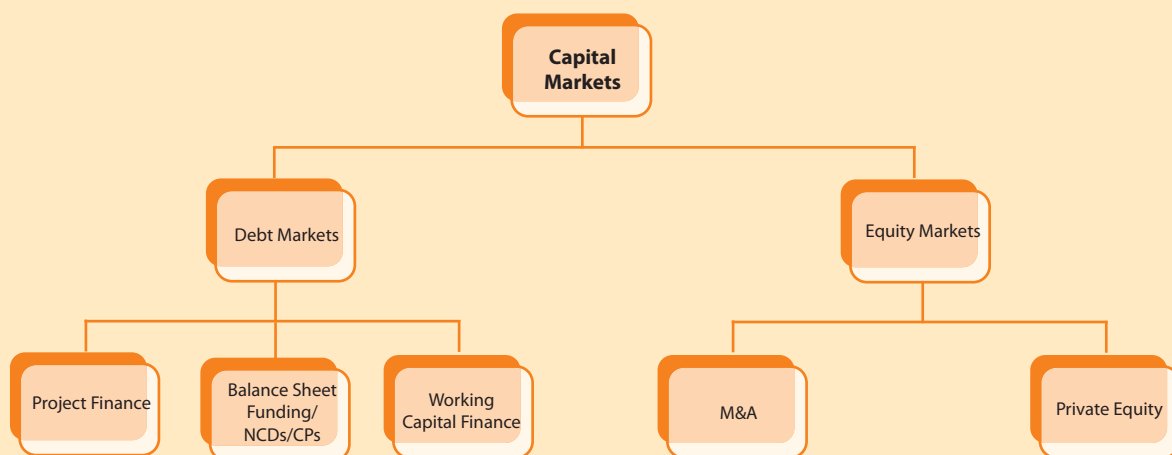 Capital
Markets
Debt Markets
Equity Markets
Project Finance
Balance Sheet
Funding/
NCDs/CPs
Working
Capital Finance
M&A
Private Equity